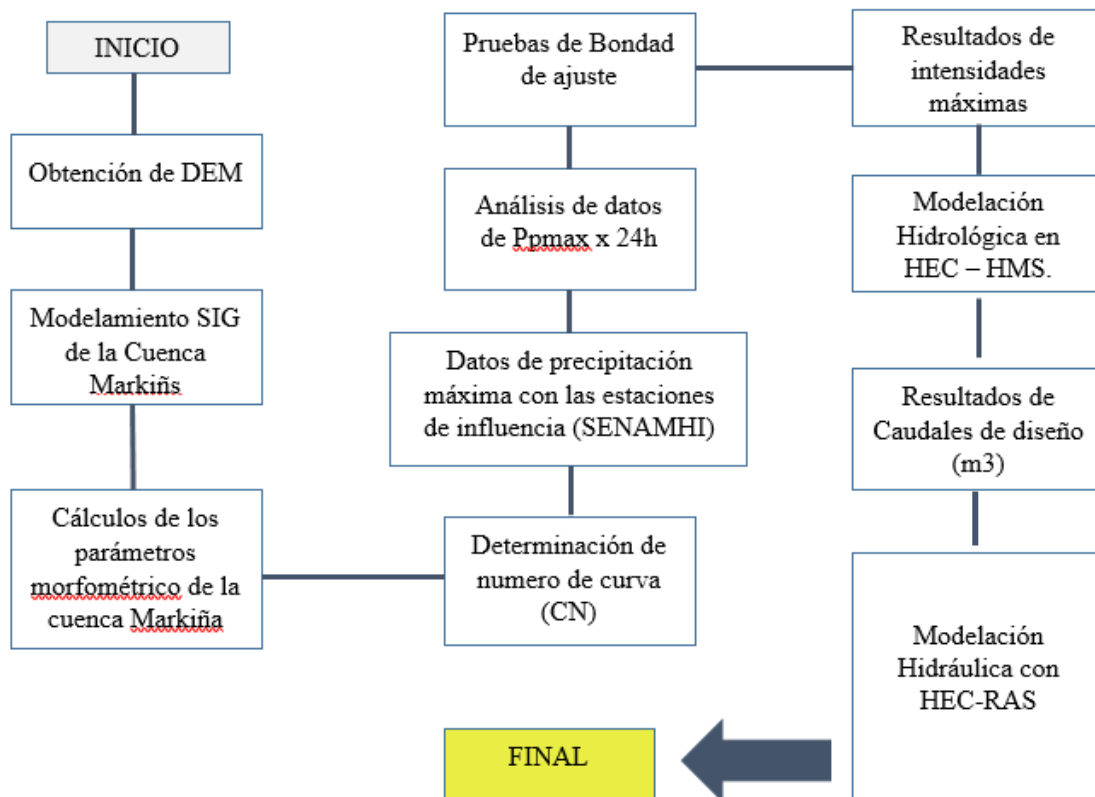 INICIO
Obtención de DEM
Modelamiento SIG
de la Cuenca
Markiñs
Cálculos de los
parámetros
morfométrico de la
cuenca Markiña
Determinación de
numero de curva
(CN)
Datos de precipitación
máxima con las estaciones
de influencia (SENAMHI)
Análisis de datos
de Ppmax x 24h
Pruebas de Bondad
de ajuste
Resultados de
intensidades
máximas
Modelación
Hidrológica en
HEC – HMS.
Resultados de
Caudales de diseño
(m3)
Modelación
Hidráulica con
HEC-RAS
FINAL